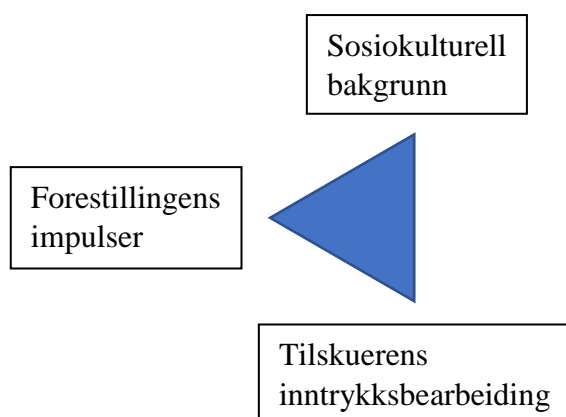 Sosiokulturell
bakgrunn
Forestillingens
impulser
Tilskuerens
inntrykksbearbeiding